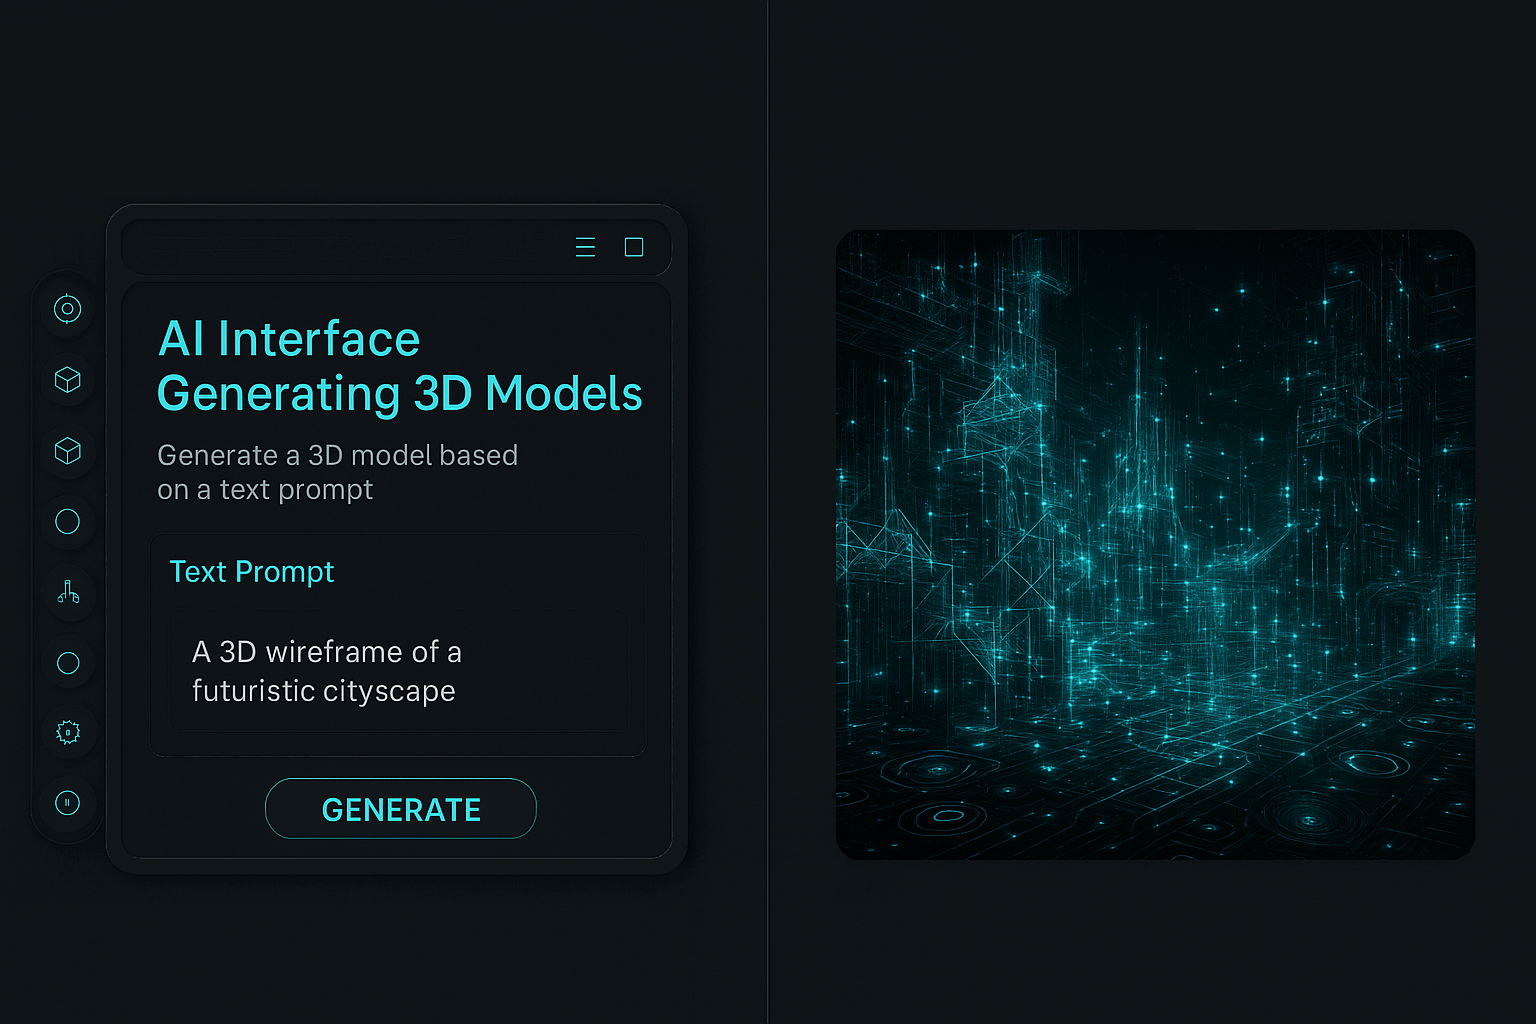 AI Interface
Generating 3D Models
Generate a 3D model based
on a text prompt
Text Prompt
A 3D wireframe of a
futuristic cityscape
GENERATE